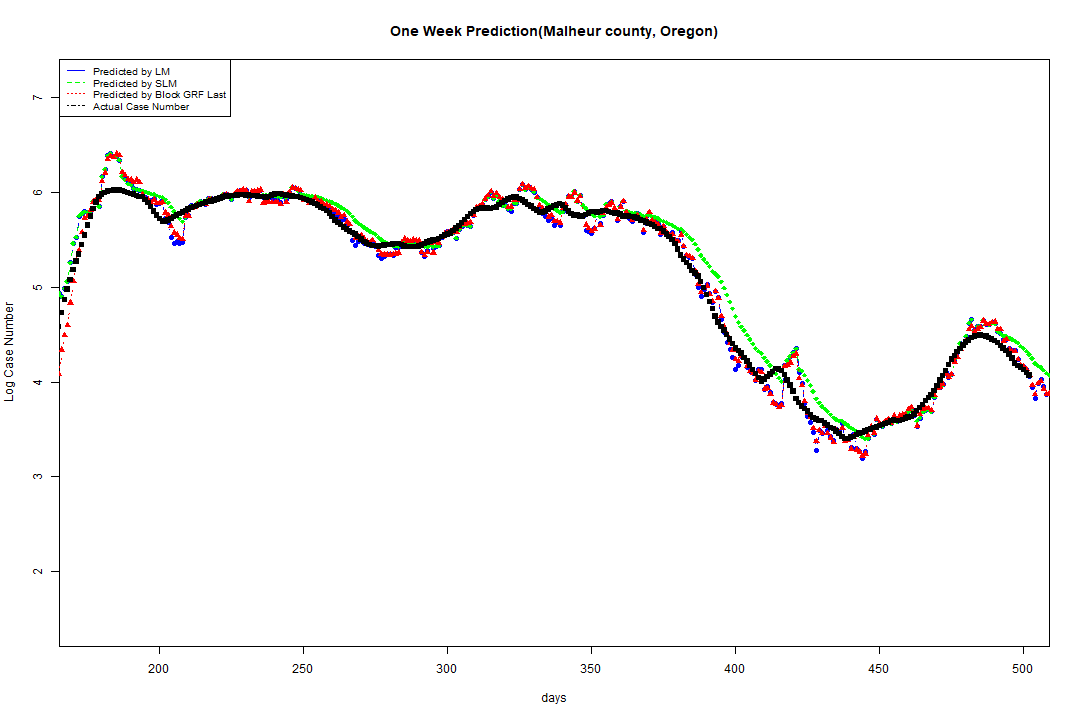 One Week Prediction(Malheur county, Oregon)
Predicted by LM
Predicted by SLM
Predicted by Block GRF Last
Actual Case Number
7
6
5
4
3
2
Log Case Number
200 250 300 350 400 450 500
days